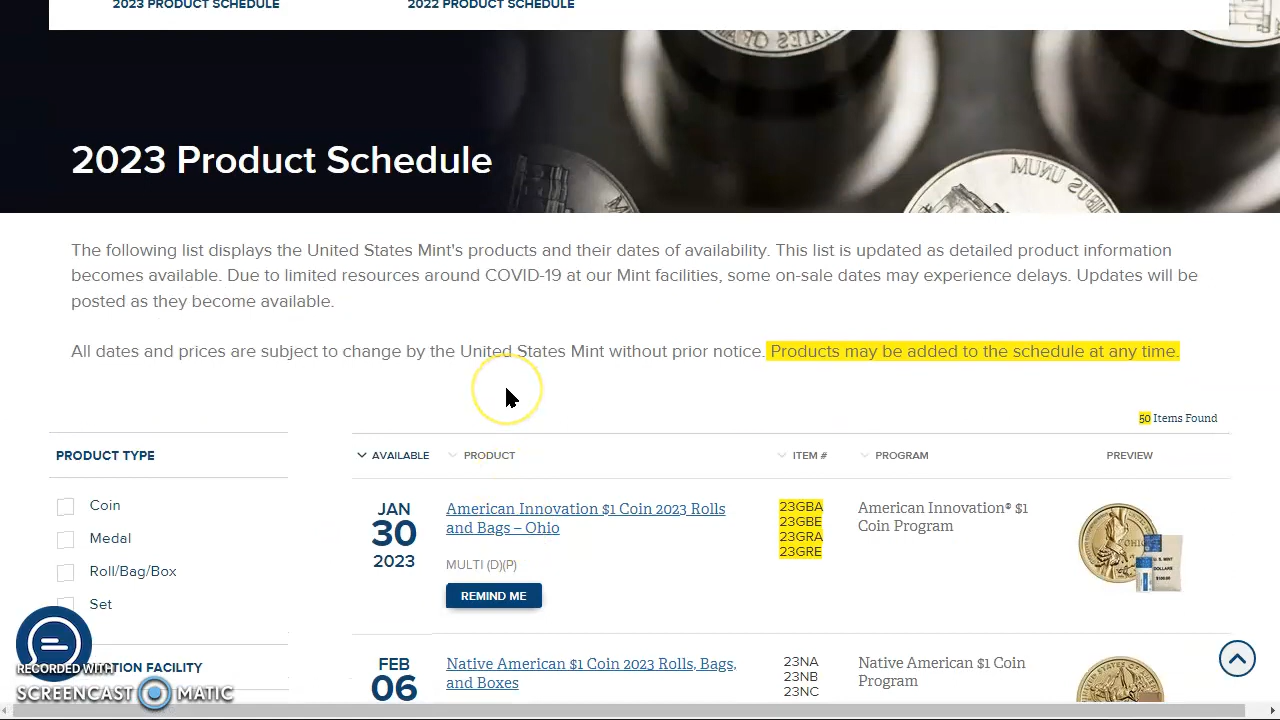 2023 PRODUCT SCHEDULE
2022 PRODUCT SCHEDULE
2023 Product Schedule
The following list displays the United States Mint's products and their dates of availability. This list is updated as detailed product information
becomes available. Due to limited resources around COVID-19 at our Mint facilities, some on-sale dates may experience delays. Updates will be
posted as they become available.
All dates and prices are subject to change by the United States Mint without prior notice. Products may be added to the schedule at any time.
50 Items Found
PRODUCT TYPE
Coin
Medal
Roll/Bag/Box
Set
AVAILABLE
PRODUCT
ITEM #
PROGRAM
PREVIEW
JAN
30
2023
American Innovation $1 Coin 2023 Rolls
and Bags – Ohio
MULTI (D)(P)
REMIND ME
23GBA
23GBE
23GRA
23GRE
American Innovation® $1
Coin Program
FEB
06
Native American $1 Coin 2023 Rolls, Bags,
and Boxes
23NA
23NB
23NC
Native American $1 Coin
Program
FACILITY
RECORDED WITH
SCREENCAST MATIC